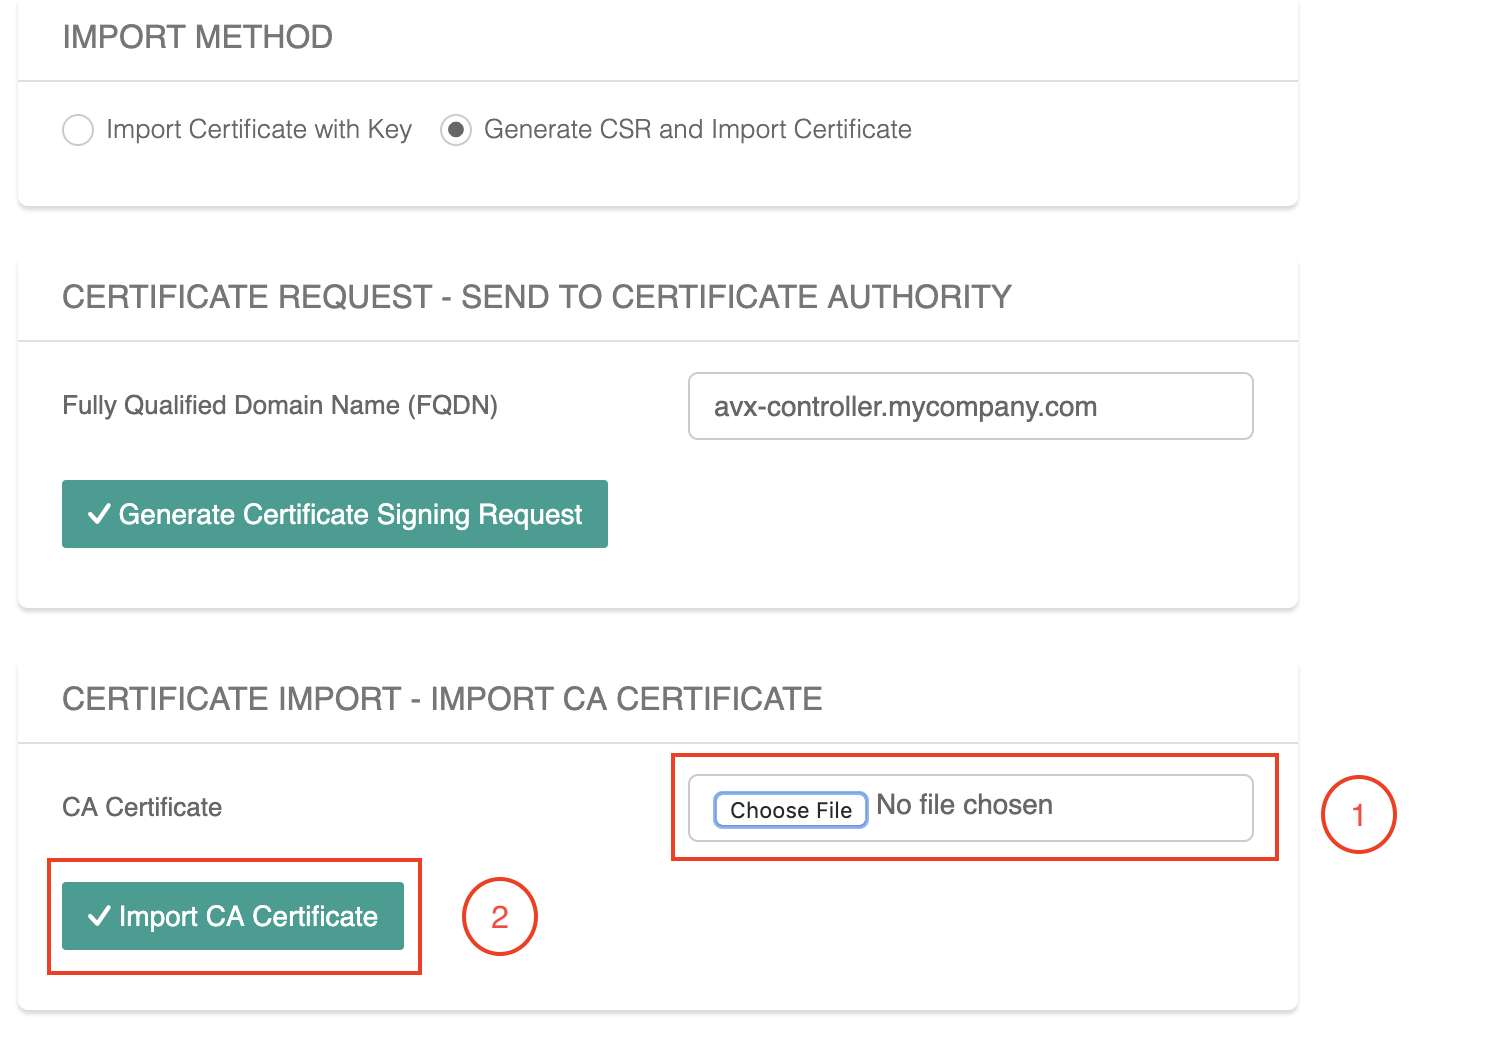 IMPORT METHOD
Import Certificate with Key Generate CSR and Import Certificate
CERTIFICATE REQUEST - SEND TO CERTIFICATE AUTHORITY
Fully Qualified Domain Name (FQDN) avx-controller.mycompany.com
Generate Certificate Signing Request
CERTIFICATE IMPORT - IMPORT CA CERTIFICATE
CA Certificate Choose File No file chosen 1
Import CA Certificate 2